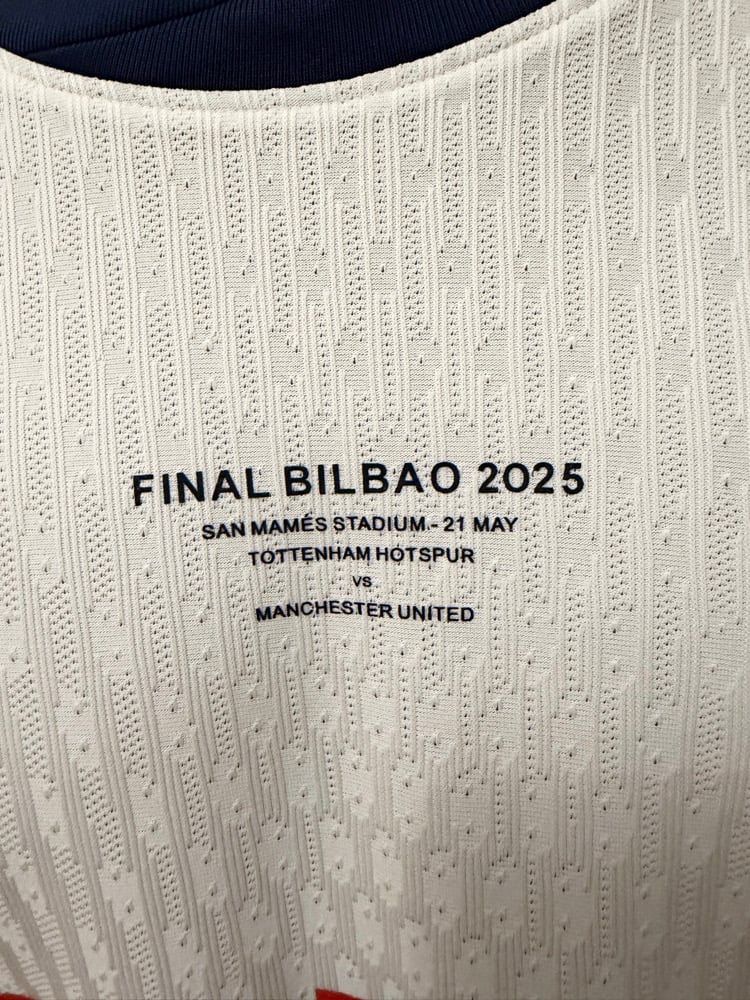 FINAL BILBAO 2025
SAN MAMÉS STADIUM - 21 MAY
TOTTENHAM HOTSPUR
VS
MANCHESTER UNITED